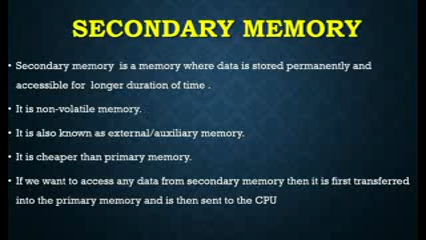 SECONDARY MEMORY
• Secondary memory is a memory where data is stored permanently and
accessible for longer duration of time .
• It is non-volatile memory.
• It is also known as external/auxiliary memory.
• It is cheaper than primary memory.
• If we want to access any data from secondary memory then it is first transferred
into the primary memory and is then sent to the CPU